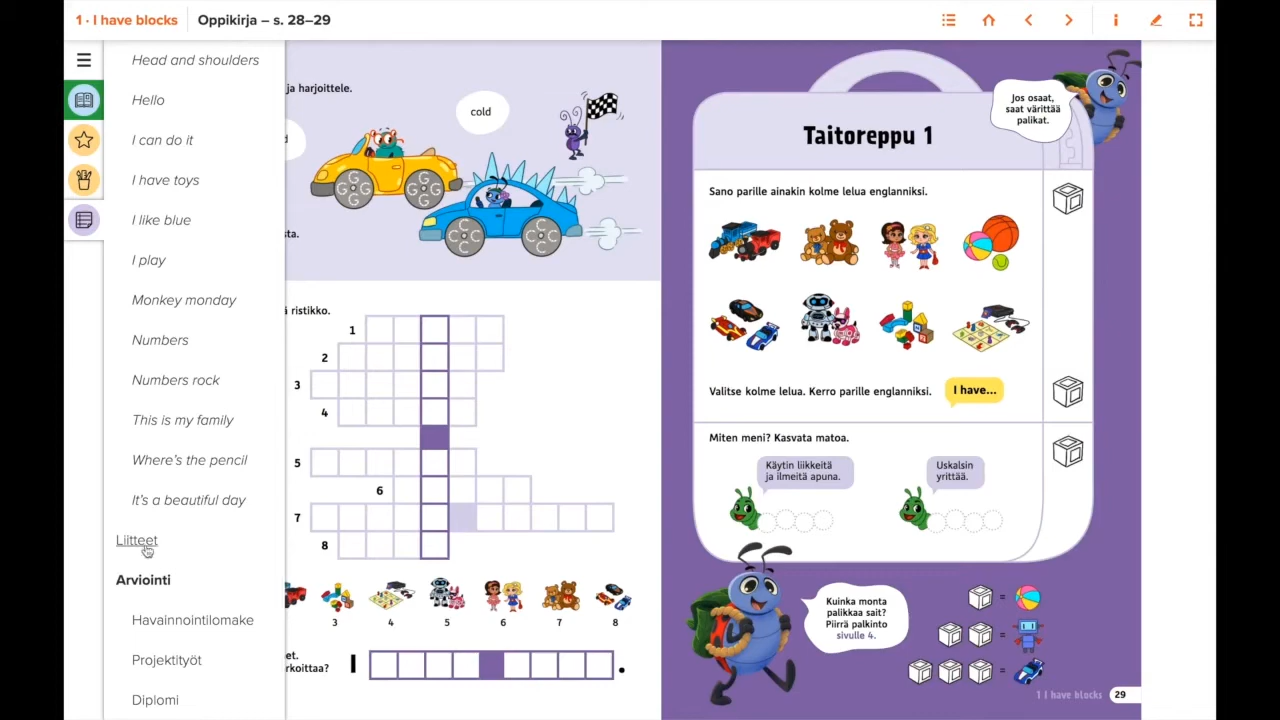 1 · I have blocks
Oppikirja – s. 28–29
Head and shoulders
Hello
I can do it
I have toys
I like blue
I play
Monkey monday
Numbers
Numbers rock
This is my family
Where's the pencil
It's a beautiful day
Liitteet
Arviointi
Havainnointilomake
Projektityöt
Diplomi
ja harjoittele.
cold
G G G G
G G G G
C C C C
C C C C
sta.
ä ristikko.
1
2
3
4
5
6
7
8
3 4 5 6 7 8
et.
rkoittaa?
I
.
Jos osaat,
saat värittää
palikat.
Taitoreppu 1
Sano parille ainakin kolme lelua englanniksi.
Valitse kolme lelua. Kerro parille englanniksi.
I have...
Miten meni? Kasvata matoa.
Käytin liikkeitä
ja ilmeitä apuna.
Uskalsin
yrittää.
Kuinka monta
palikkaa sait?
Piirrä palkinto
sivulle 4.
=
=
=
1 I have blocks 29